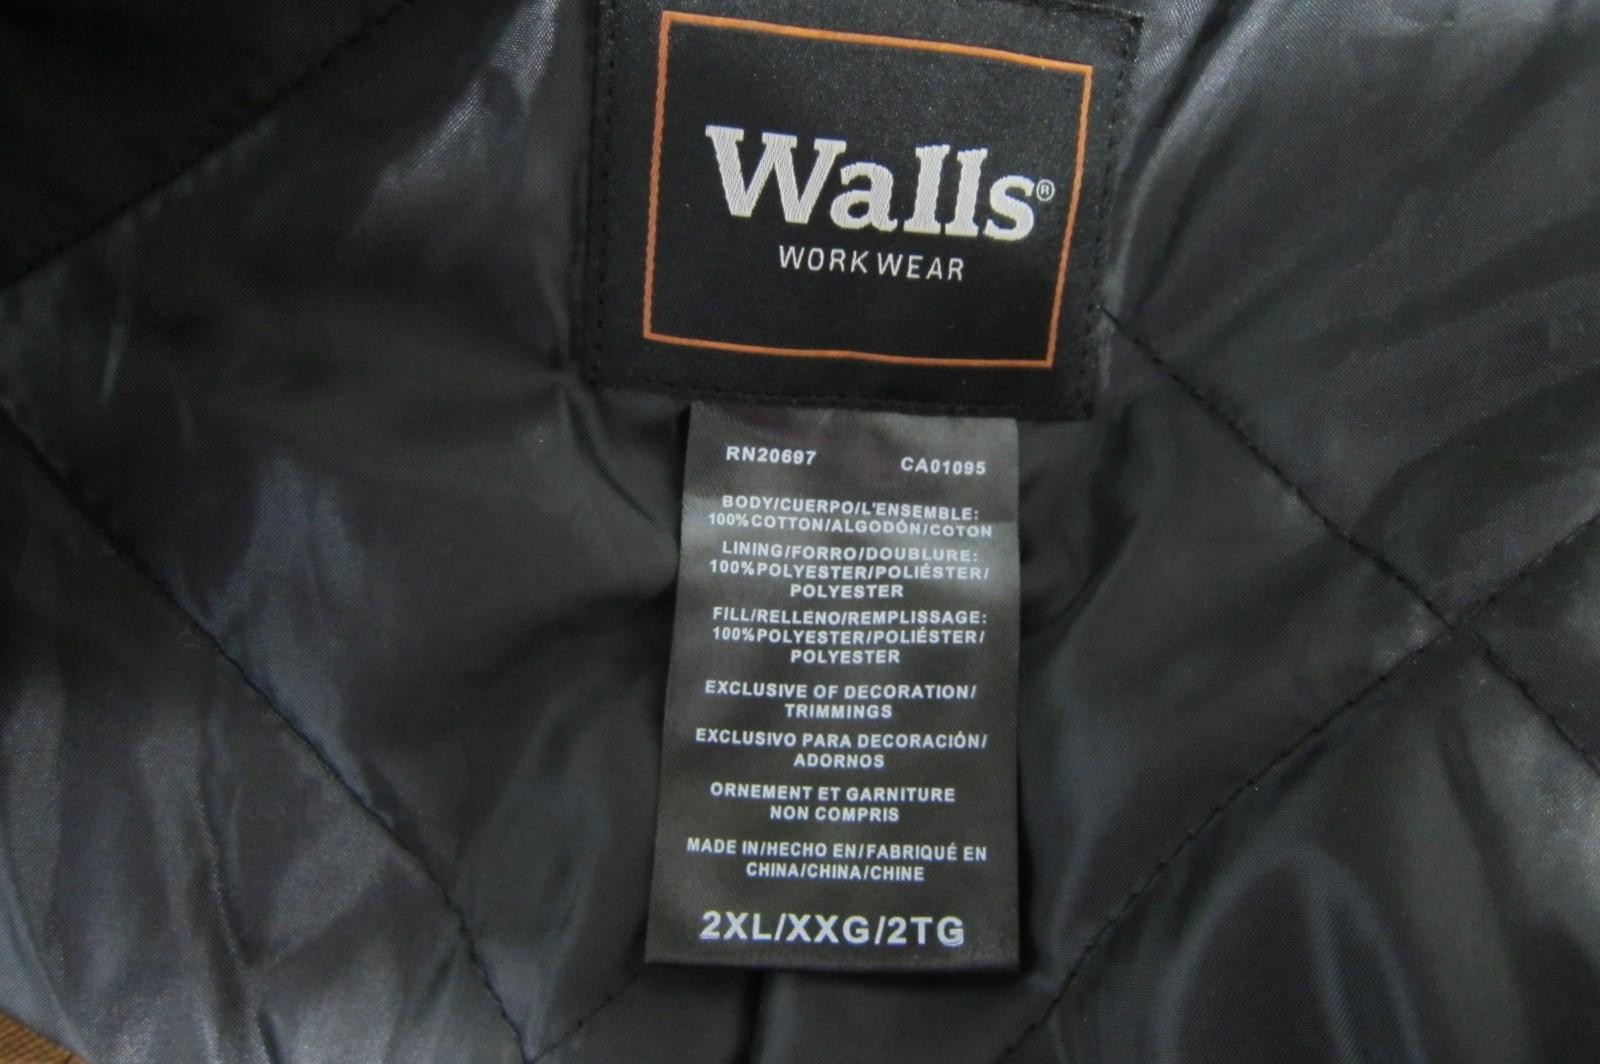 Walls®
WORKWEAR
RN20697 CA01095
BODY/CUERPO/L'ENSEMBLE:
100%COTTON/ALGODÓN/COTON
LINING/FORRO/DOUBLURE:
100%POLYESTER/POLIÉSTER/
POLYESTER
FILL/RELLENO/REMPLISSAGE:
100%POLYESTER/POLIÉSTER/
POLYESTER
EXCLUSIVE OF DECORATION/
TRIMMINGS
EXCLUSIVO PARA DECORACIÓN/
ADORNOS
ORNEMENT ET GARNITURE
NON COMPRIS
MADE IN/HECHO EN/FABRIQUÉ EN
CHINA/CHINA/CHINE
2XL/XXG/2TG